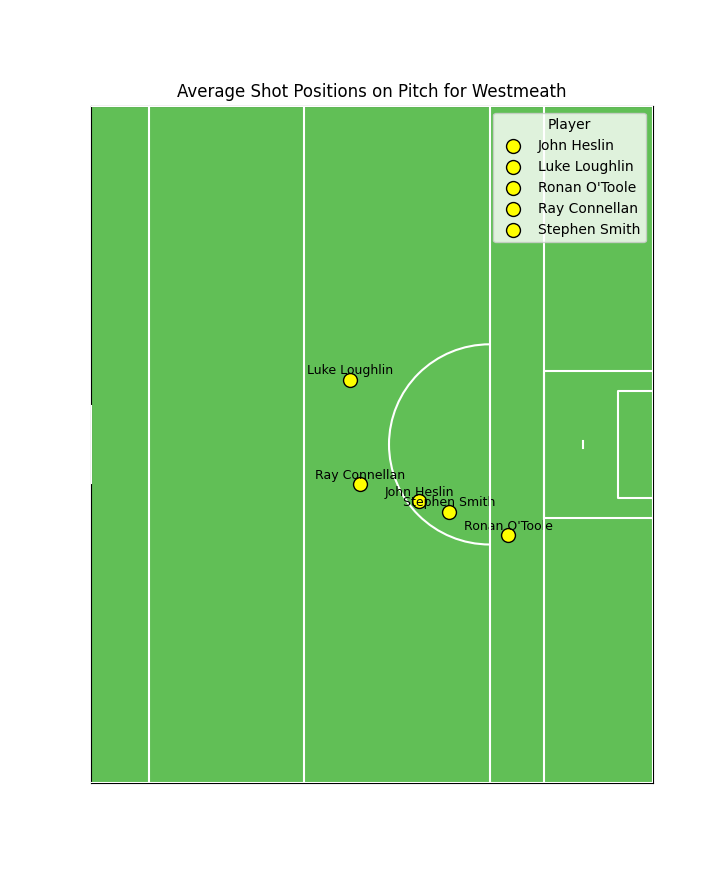 Average Shot Positions on Pitch for Westmeath
Player
John Heslin
Luke Loughlin
Ronan O'Toole
Ray Connellan
Stephen Smith
Luke Loughlin
Ray Connellan
John Heslin
Stephen Smith
Ronan O'Toole